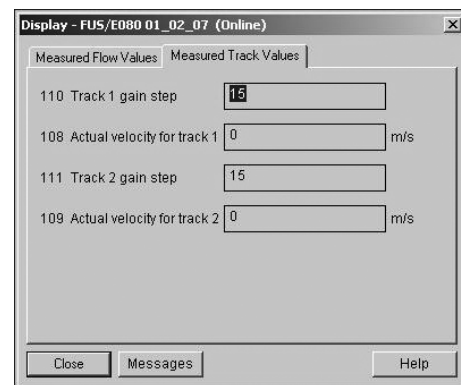 Display - FUS/E080 01_02_07 (Online)
Measured Flow Values Measured Track Values
110 Track 1 gain step 15
108 Actual velocity for track 1 0 m/s
111 Track 2 gain step 15
109 Actual velocity for track 2 0 m/s
Close Messages Help